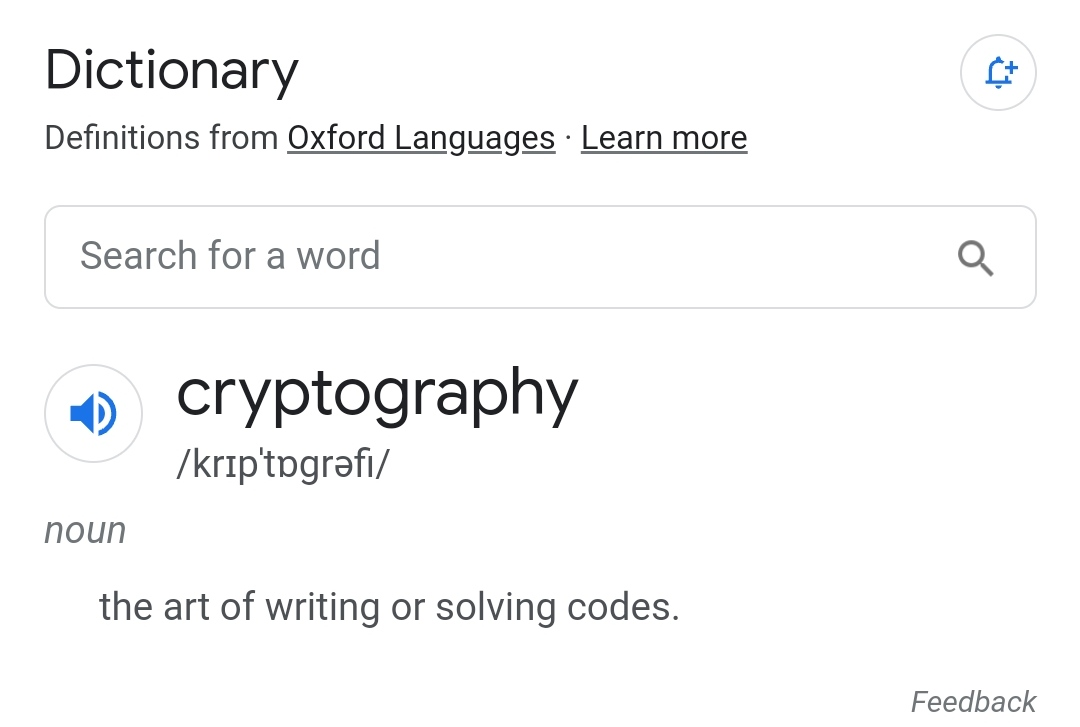 Dictionary
Definitions from Oxford Languages · Learn more
Search for a word
cryptography
/krɪpˈtɒɡrəfi/
noun
the art of writing or solving codes.
Feedback